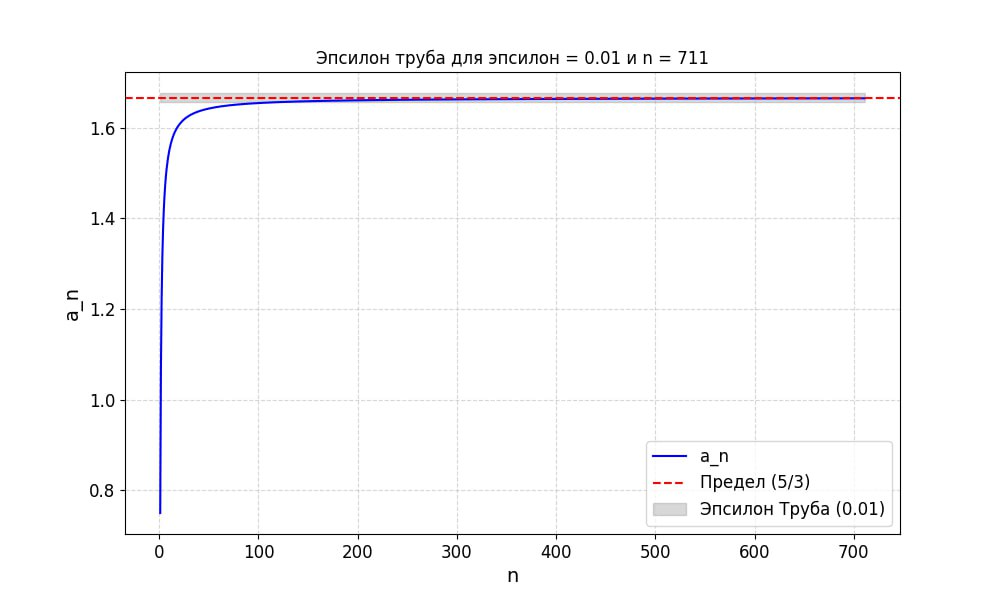 Эпсилон труба для эпсилон = 0.01 и n = 711
a_n
1.6
1.4
1.2
1.0
0.8
a_n
Предел (5/3)
Эпсилон Труба (0.01)
0 100 200 300 400 500 600 700
n